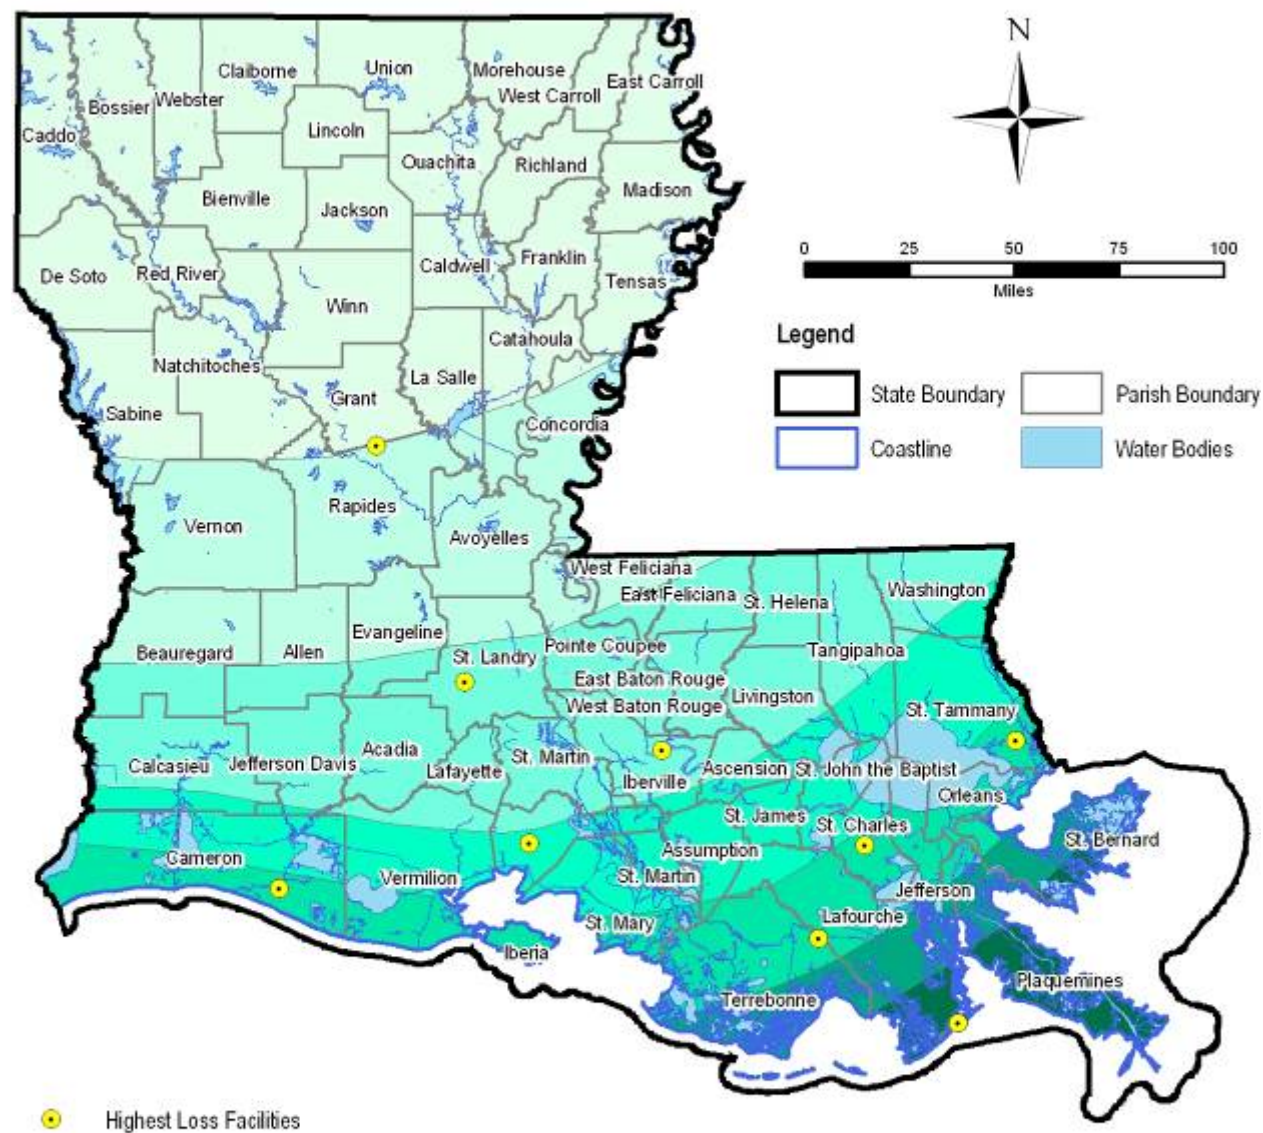 N
Claiborne
Union
Morehouse
East Carroll
Bossier
Webster
West Carroll
Caddo
Lincoln
Ouachita
Richland
Bienville
Madison
Jackson
De Soto
Red River
Caldwell
Franklin
Tensas
Winn
0 25 50 75 100
Miles
Legend
Natchitoches
Catahoula
La Salle
State Boundary
Parish Boundary
Sabine
Grant
Concordia
Coastline
Water Bodies
Vernon
Rapides
Avoyelles
West Feliciana
East Feliciana
Washington
St. Helena
Evangeline
Beauregard
Allen
St. Landry
Pointe Coupee
Tangipahoa
East Baton Rouge
Livingston
West Baton Rouge
St. Tammany
Acadia
St. Martin
Calcasieu
Jefferson Davis
Lafayette
Iberville
Ascension
St. John the Baptist
Orleans
St. James
St. Charles
St. Bernard
Cameron
Vermilion
Assumption
St. Martin
Jefferson
St. Mary
Lafourche
Iberia
Terrebonne
Plaquemines
Highest Loss Facilities